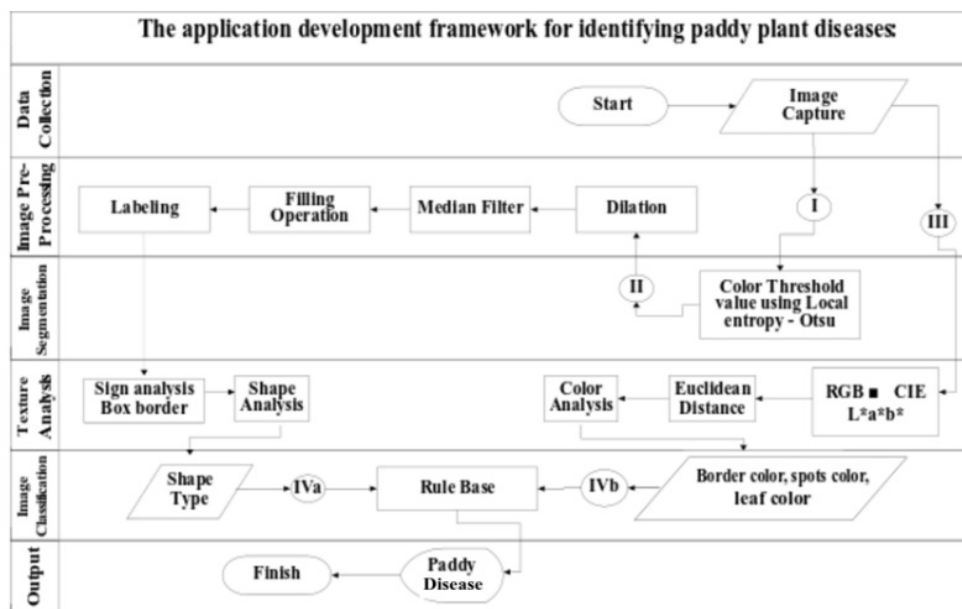 The application development framework for identifying paddy plant diseases:
Data
Collection
Start
Image
Capture
Image Pre-
Processing
Labeling
Filling
Operation
Median Filter
Dilation
I
III
Image
Segmentation
II
Color Threshold
value using Local
entropy - Otsu
Texture
Analysis
Sign analysis
Box border
Shape
Analysis
Color
Analysis
Euclidean
Distance
RGB ■ CIE
L*a*b*
Image
Classification
Shape
Type
IVa
Rule Base
IVb
Border color, spots color,
leaf color
Output
Finish
Paddy
Disease